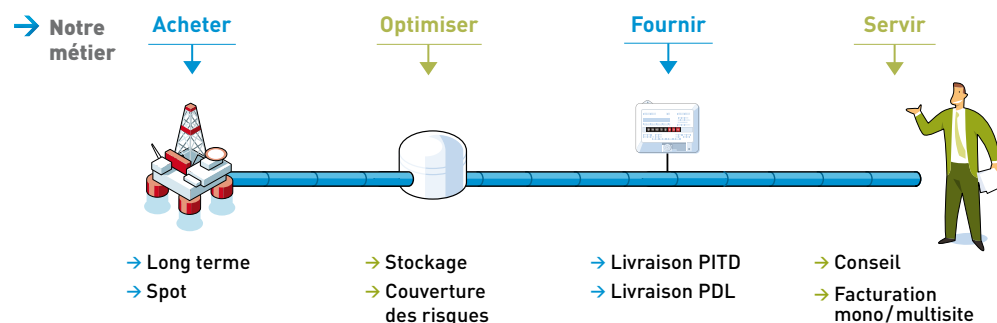 → Notre
métier
Acheter
Optimiser
Fournir
Servir
→ Long terme
→ Spot
→ Stockage
→ Couverture
des risques
→ Livraison PITD
→ Livraison PDL
→ Conseil
→ Facturation
mono/multisite